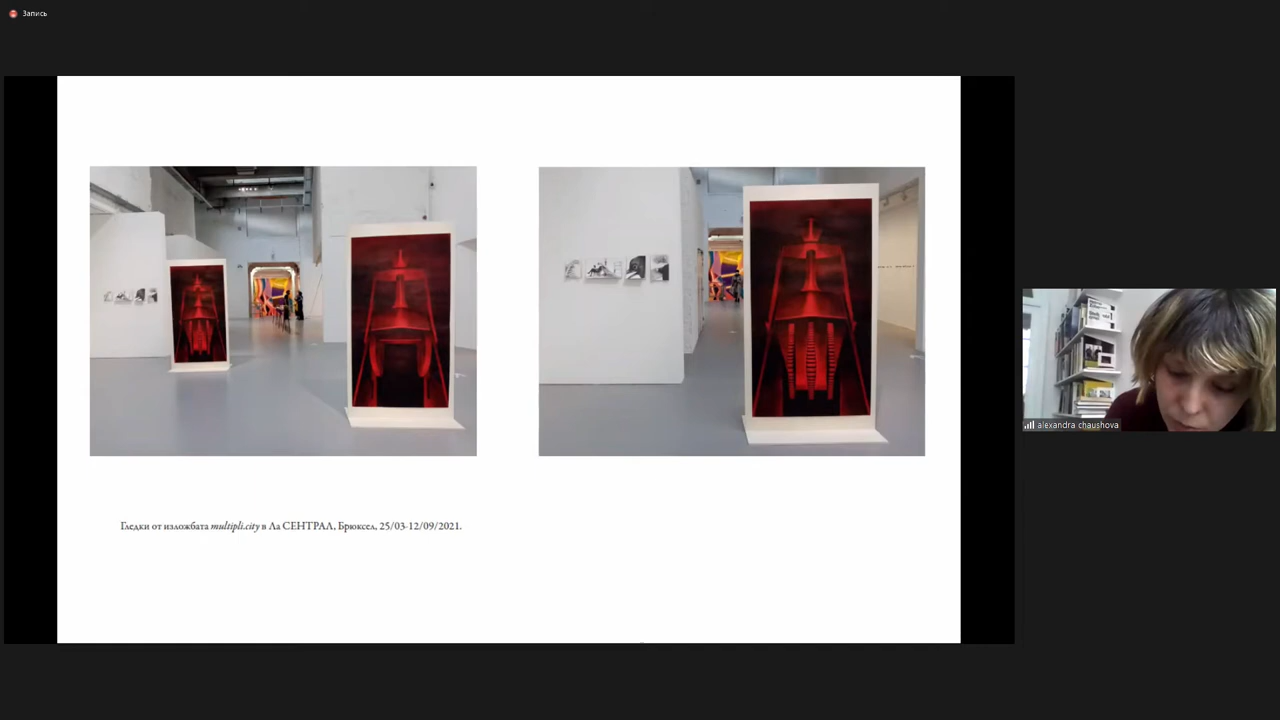 Запись
Гледки от изложбата multipli.city в Ла СЕНТРАЛ, Брюксел, 25/03-12/09/2021.
alexandra chaushova